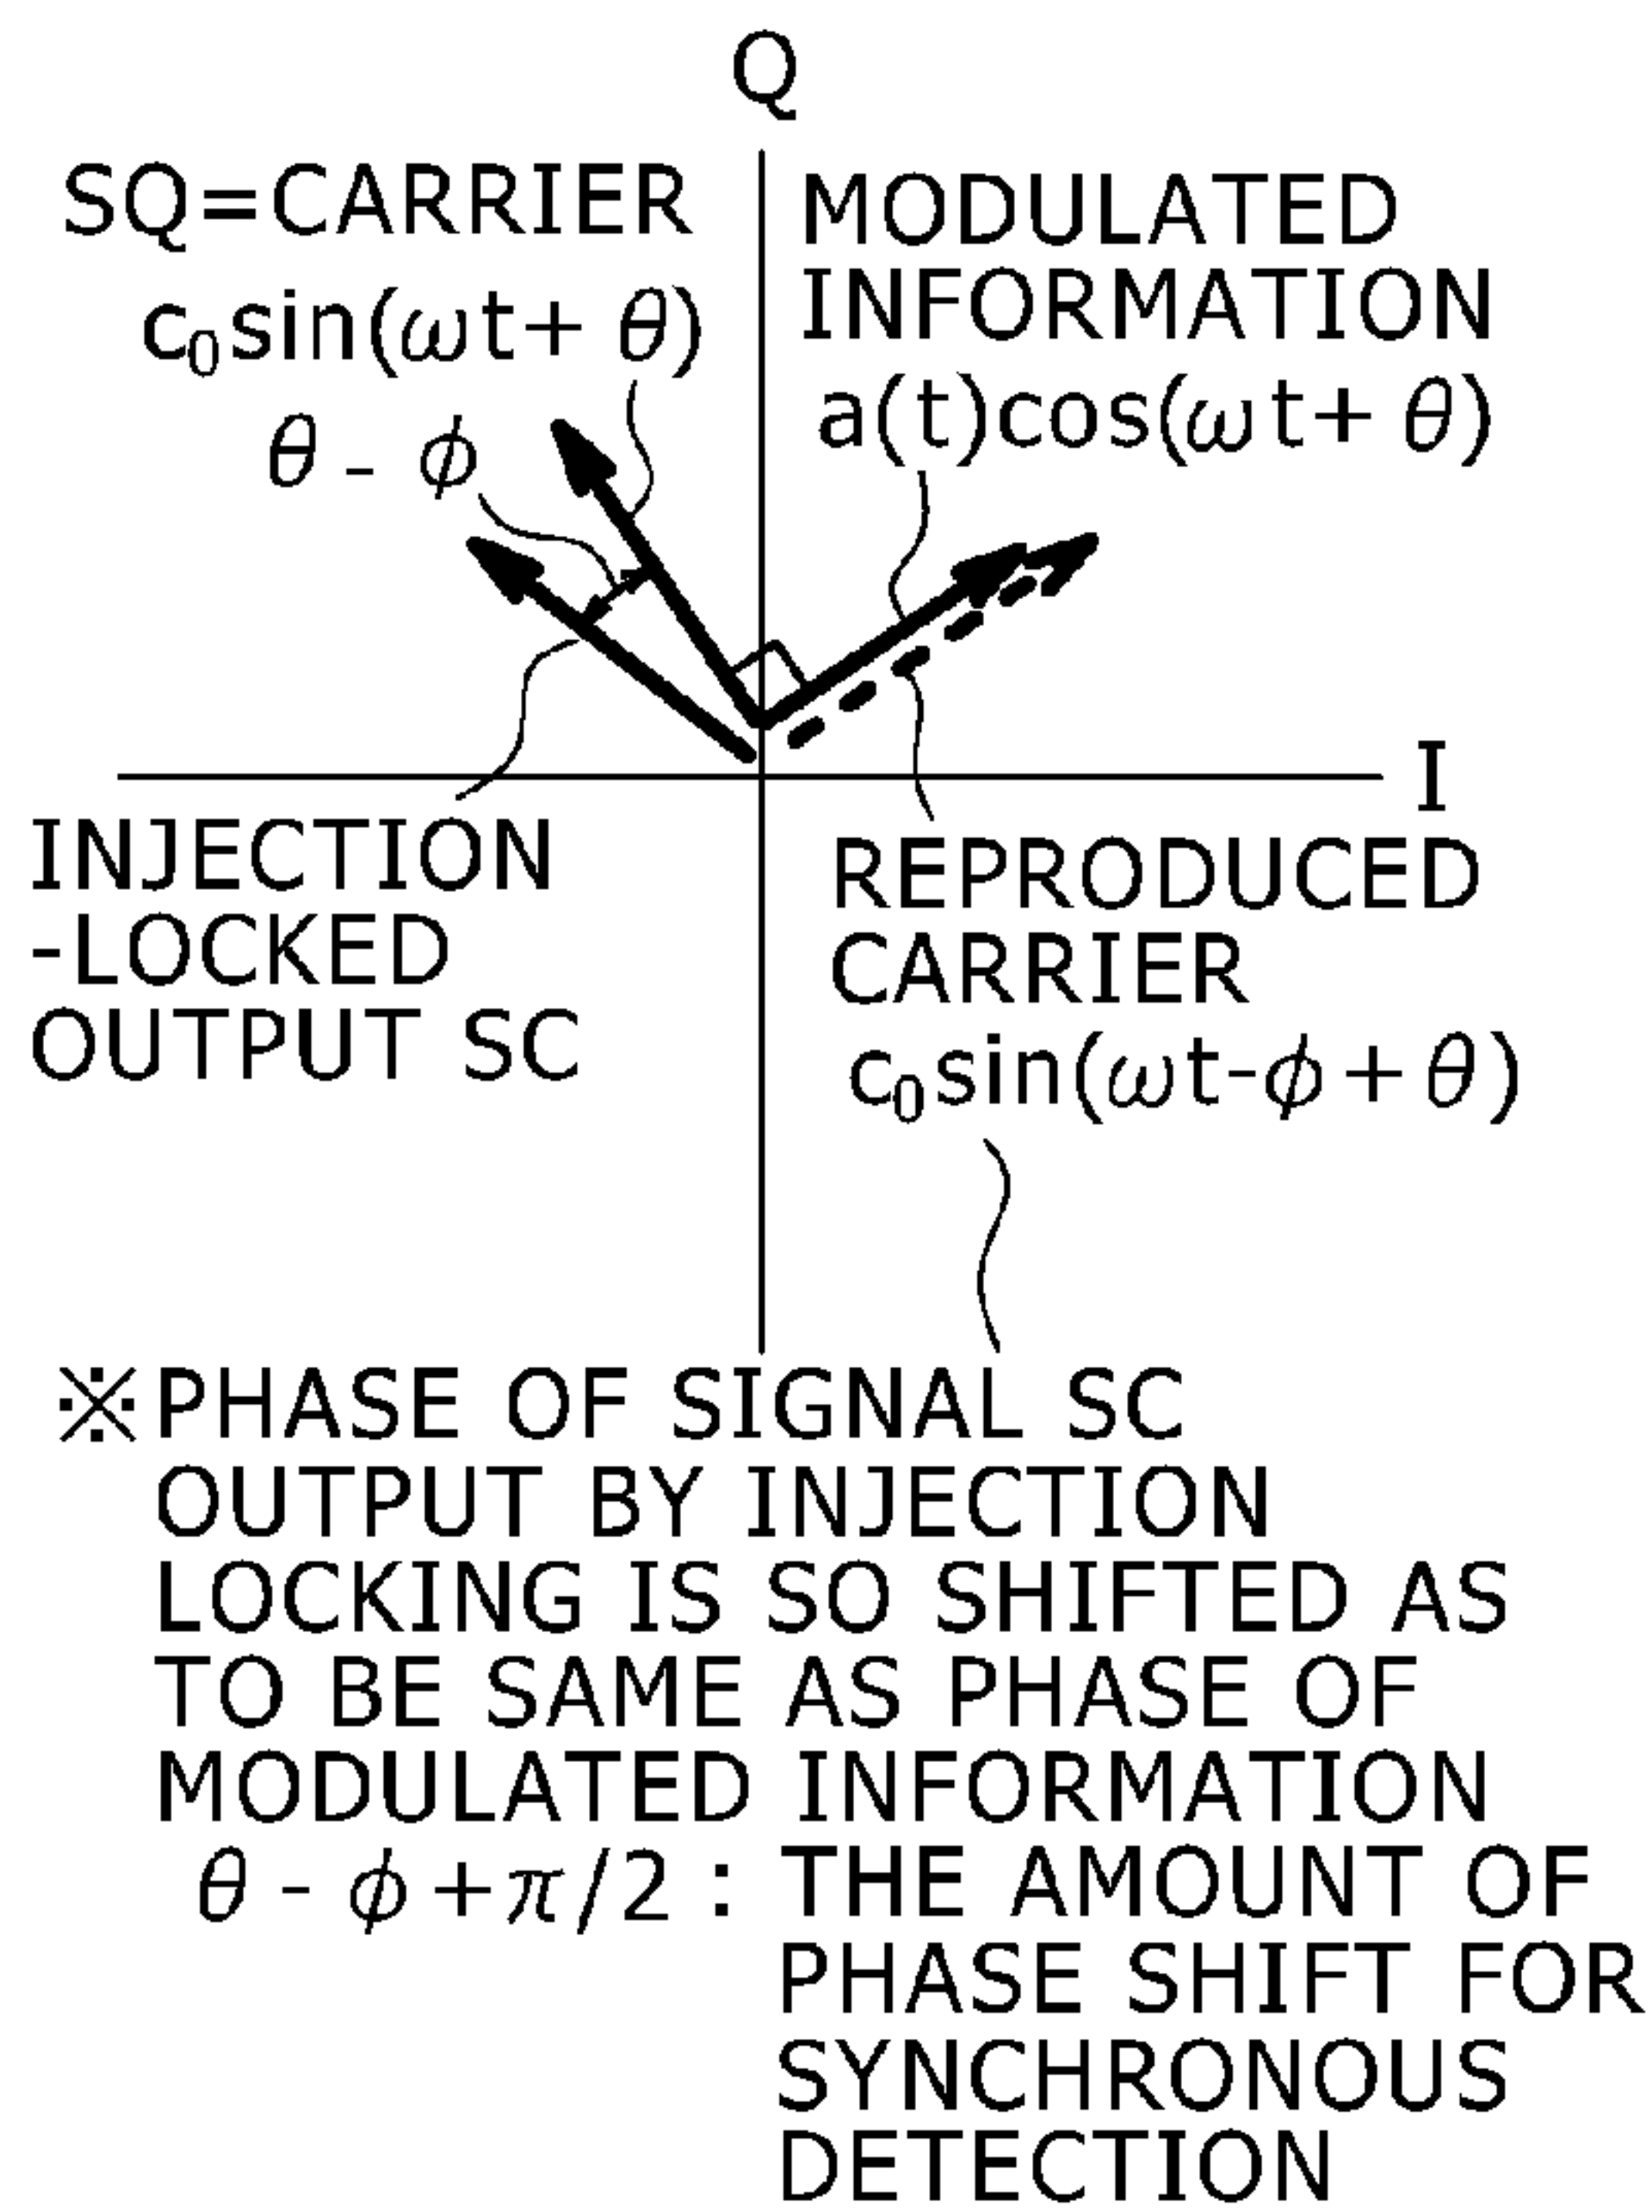 Q
SQ=CARRIER
c₀sin(ωt+ θ)
θ - ϕ
MODULATED
INFORMATION
a(t)cos(ωt+ θ)
I
INJECTION
-LOCKED
OUTPUT SC
REPRODUCED
CARRIER
c₀sin(ωt-ϕ+θ)
※PHASE OF SIGNAL SC
OUTPUT BY INJECTION
LOCKING IS SO SHIFTED AS
TO BE SAME AS PHASE OF
MODULATED INFORMATION
θ - ϕ+π/2 : THE AMOUNT OF
PHASE SHIFT FOR
SYNCHRONOUS
DETECTION